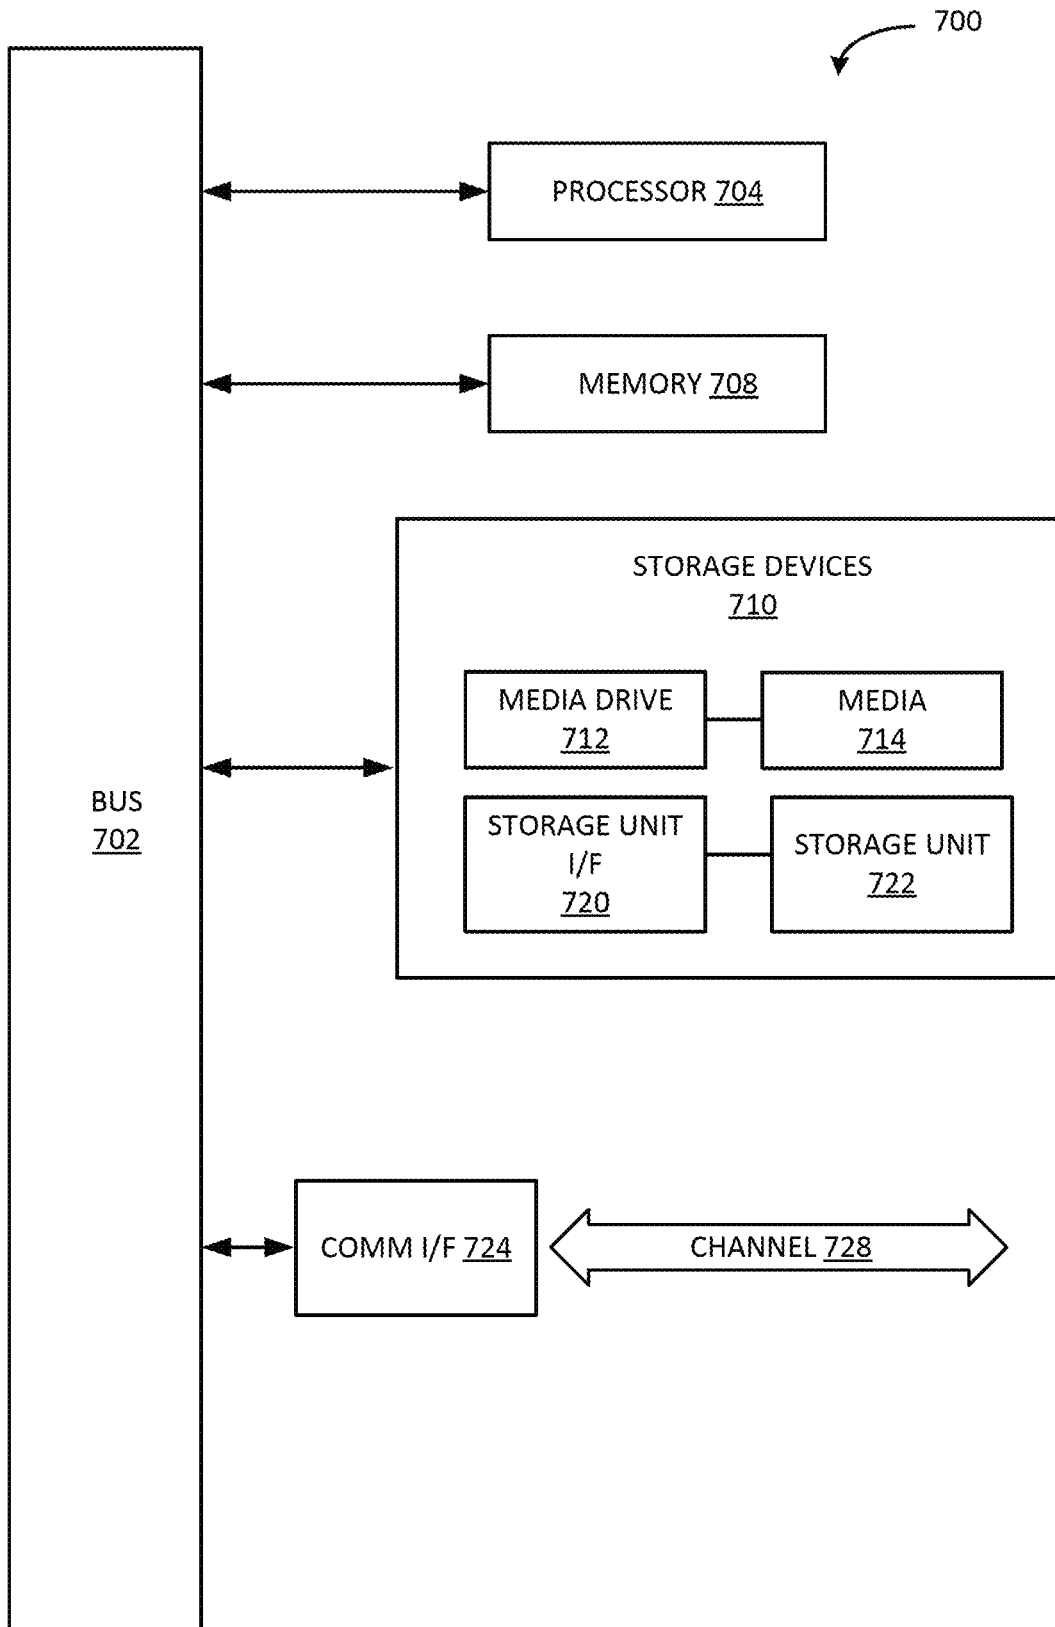 700
PROCESSOR 704
MEMORY 708
STORAGE DEVICES
710
MEDIA DRIVE
712
MEDIA
714
BUS
702
STORAGE UNIT
I/F
720
STORAGE UNIT
722
COMM I/F 724
CHANNEL 728